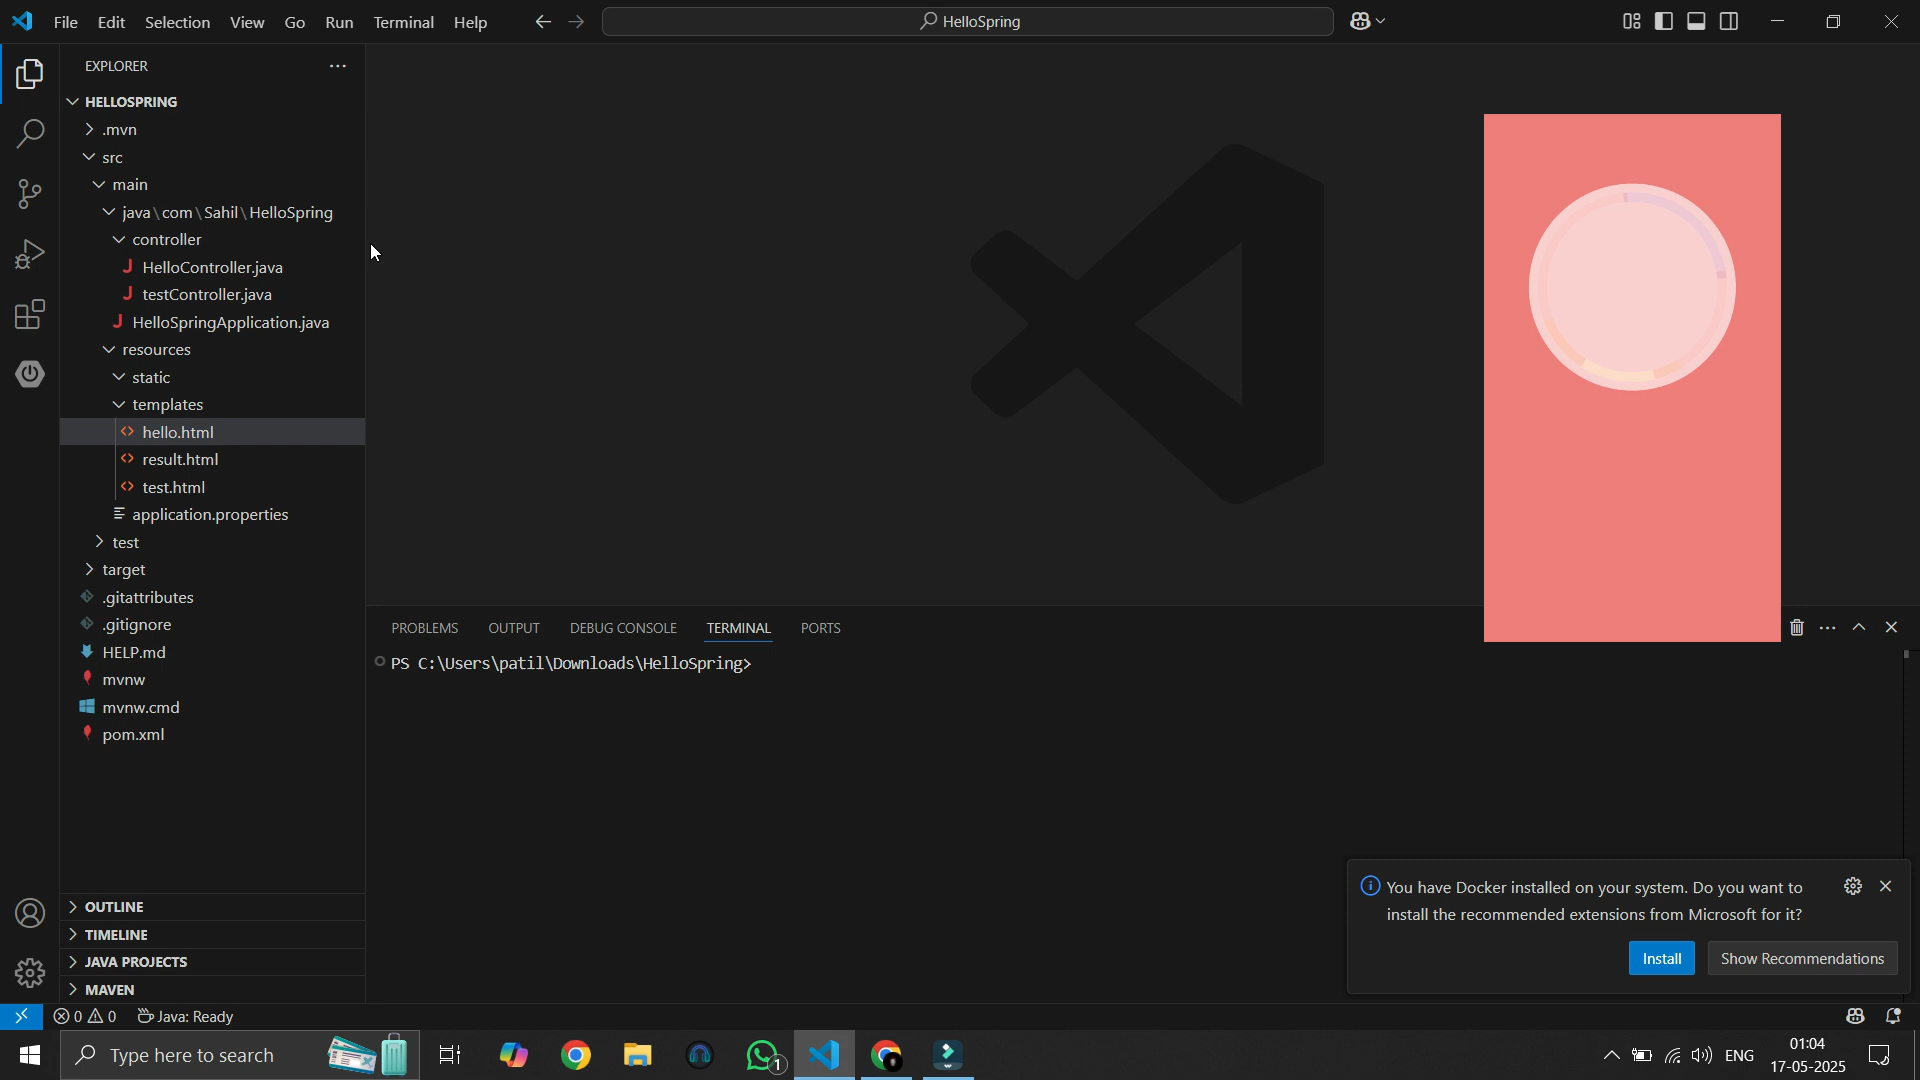 File Edit Selection View Go Run Terminal Help
HelloSpring
EXPLORER
HELLOSPRING
.mvn
src
main
java\com\Sahil\HelloSpring
controller
HelloController.java
testController.java
HelloSpringApplication.java
resources
static
templates
hello.html
result.html
test.html
application.properties
test
target
.gitattributes
.gitignore
HELP.md
mvnw
mvnw.cmd
pom.xml
OUTLINE
TIMELINE
JAVA PROJECTS
MAVEN
PROBLEMS OUTPUT DEBUG CONSOLE TERMINAL PORTS
PS C:\Users\patil\Downloads\HelloSpring>
You have Docker installed on your system. Do you want to
install the recommended extensions from Microsoft for it?
Install Show Recommendations
0 0 Java: Ready
Type here to search
1
ENG
01:04
17-05-2025